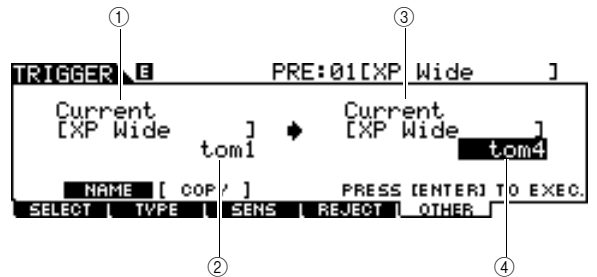 ① ③
TRIGGER E PRE:01[XP Wide ]
Current Current
[XP Wide ] [XP Wide ]
tom1 tom4
NAME [ COPY ] PRESS [ENTER] TO EXEC.
SELECT TYPE SENS REJECT OTHER
② ④